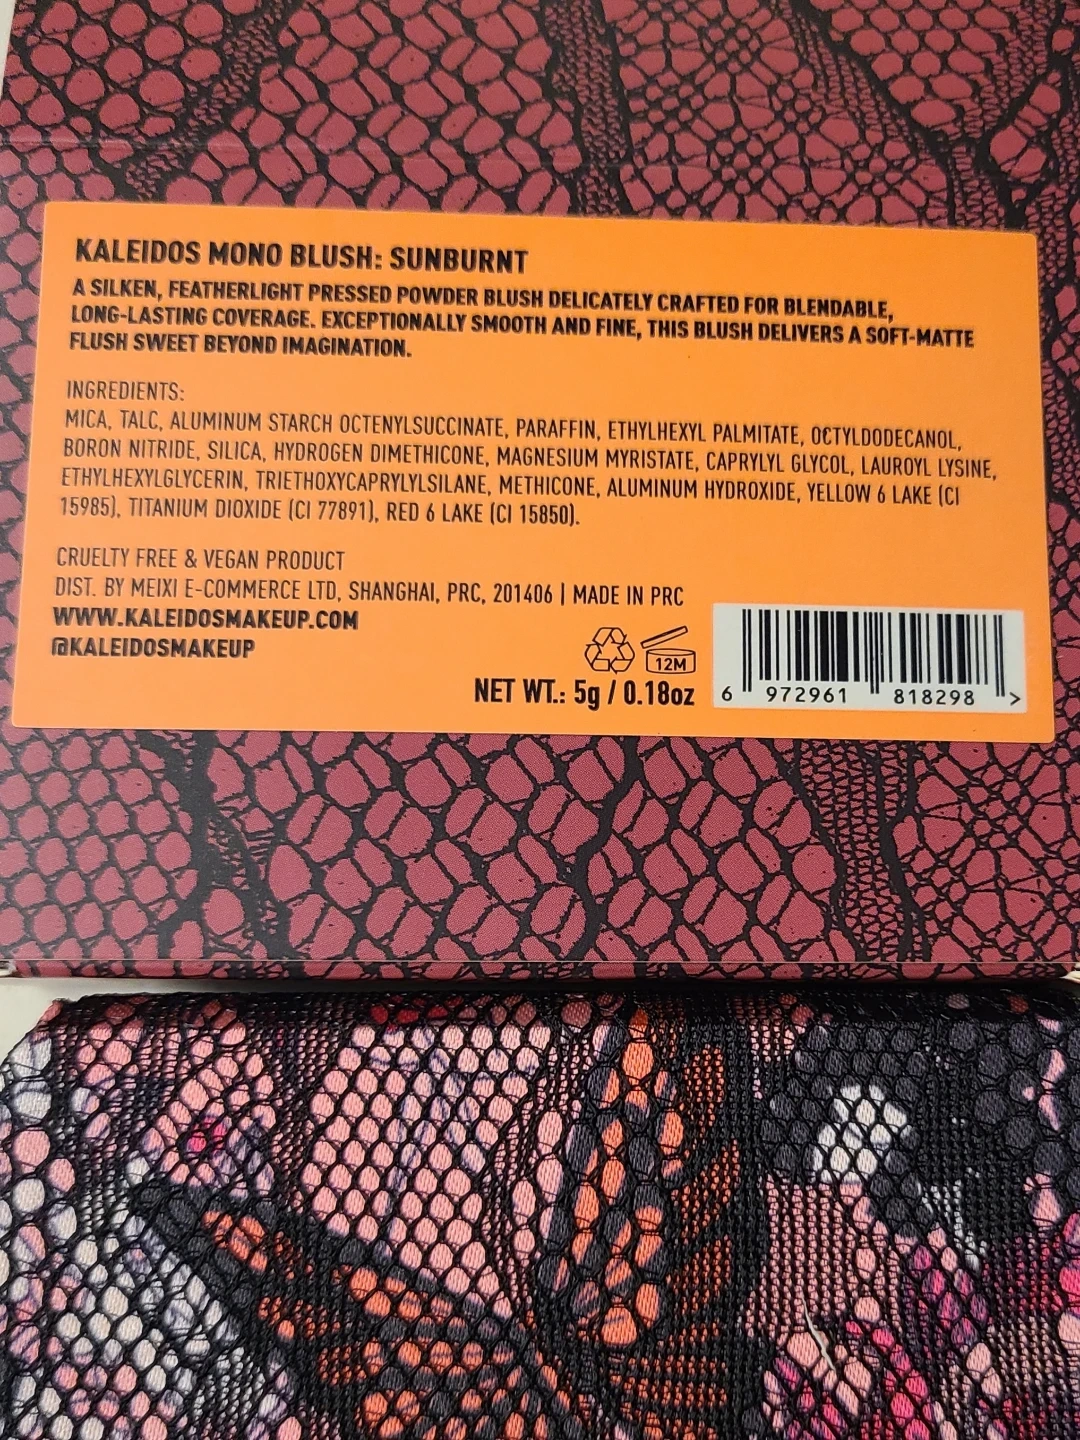 KALEIDOS MONO BLUSH: SUNBURNT
A SILKEN, FEATHERLIGHT PRESSED POWDER BLUSH DELICATELY CRAFTED FOR BLENDABLE,
LONG-LASTING COVERAGE. EXCEPTIONALLY SMOOTH AND FINE, THIS BLUSH DELIVERS A SOFT-MATTE
FLUSH SWEET BEYOND IMAGINATION.
INGREDIENTS:
MICA, TALC, ALUMINUM STARCH OCTENYLSUCCINATE, PARAFFIN, ETHYLHEXYL PALMITATE, OCTYLDODECANOL,
BORON NITRIDE, SILICA, HYDROGEN DIMETHICONE, MAGNESIUM MYRISTATE, CAPRYLYL GLYCOL, LAUROYL LYSINE,
ETHYLHEXYLGLYCERIN, TRIETHOXYCAPRYLYLSILANE, METHICONE, ALUMINUM HYDROXIDE, YELLOW 6 LAKE (CI
15985), TITANIUM DIOXIDE (CI 77891), RED 6 LAKE (CI 15850).
CRUELTY FREE & VEGAN PRODUCT
DIST. BY MEIXI E-COMMERCE LTD, SHANGHAI, PRC, 201406 | MADE IN PRC
WWW.KALEIDOSMAKEUP.COM
@KALEIDOSMAKEUP
12M
NET WT.: 5g / 0.18oz
6 972961 818298 >